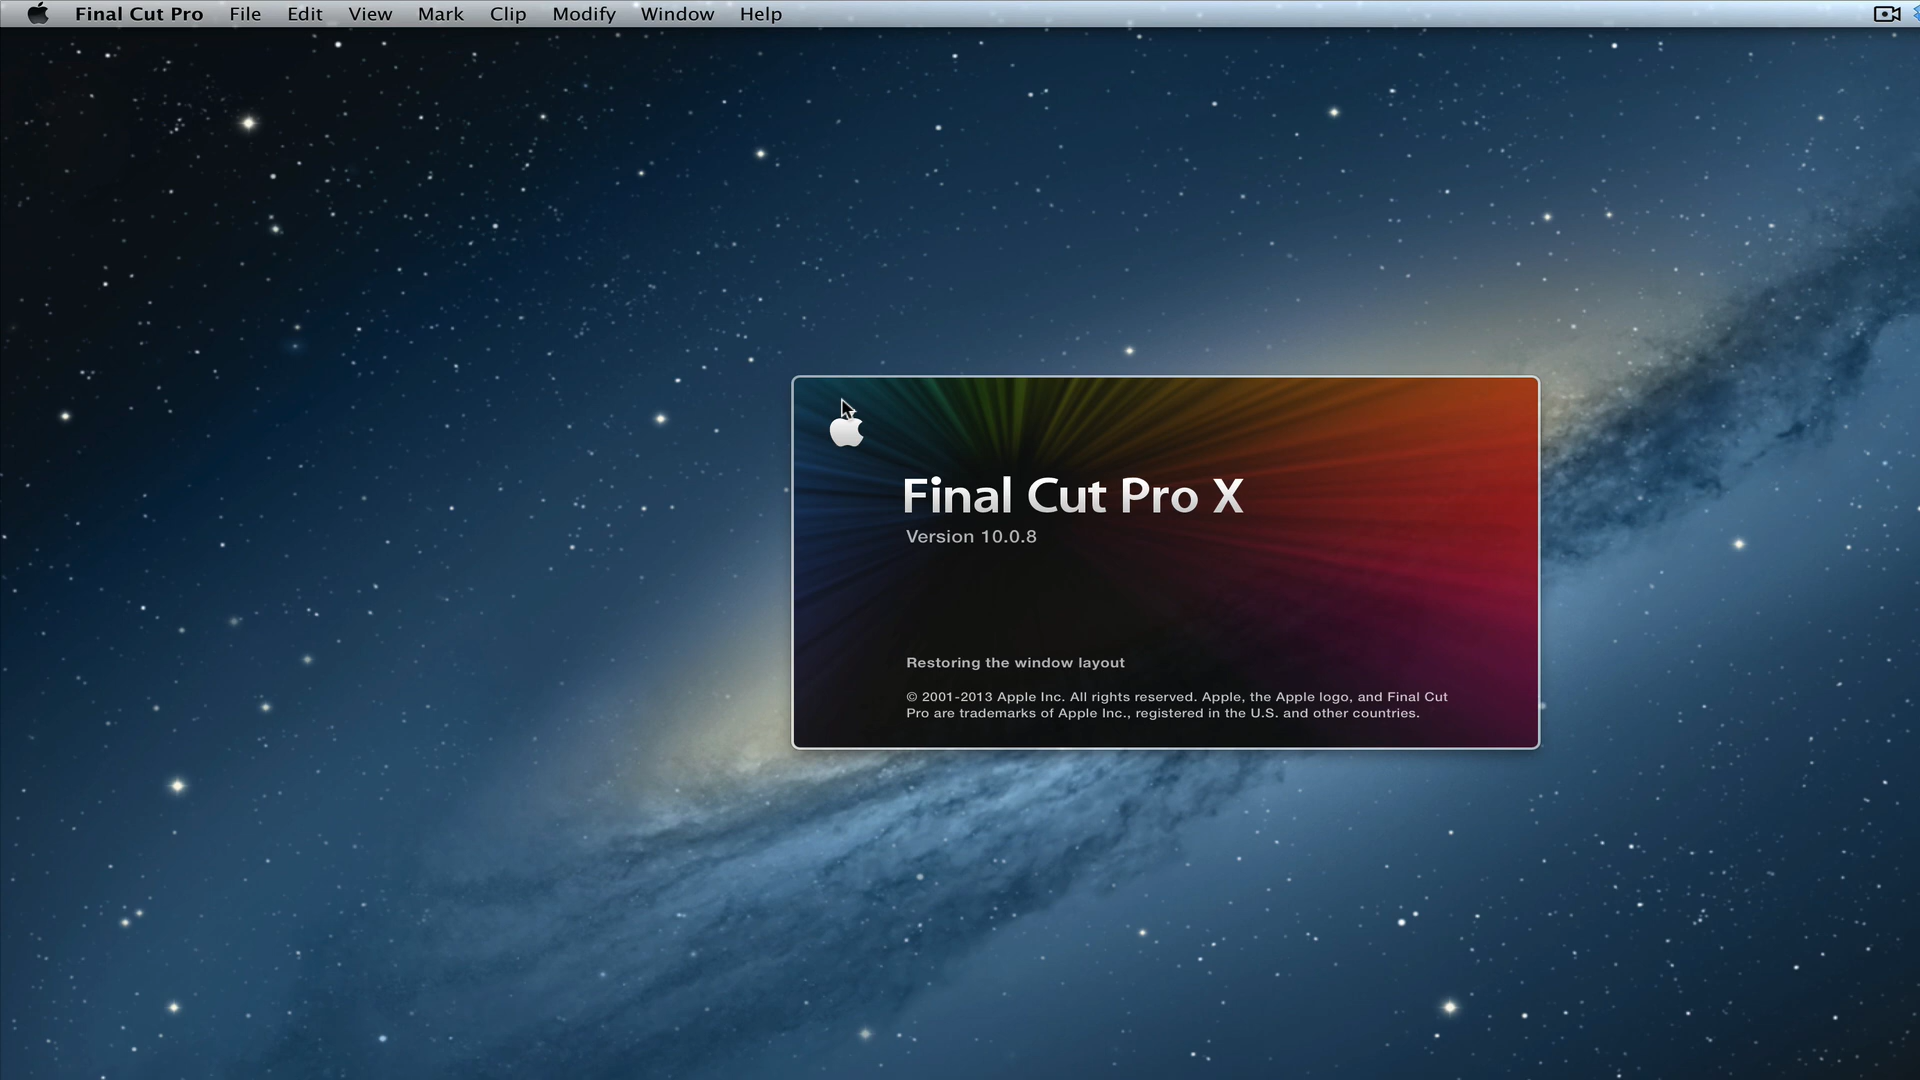 Final Cut Pro File Edit View Mark Clip Modify Window Help
Final Cut Pro X
Version 10.0.8
Restoring the window layout
© 2001-2013 Apple Inc. All rights reserved. Apple, the Apple logo, and Final Cut
Pro are trademarks of Apple Inc., registered in the U.S. and other countries.